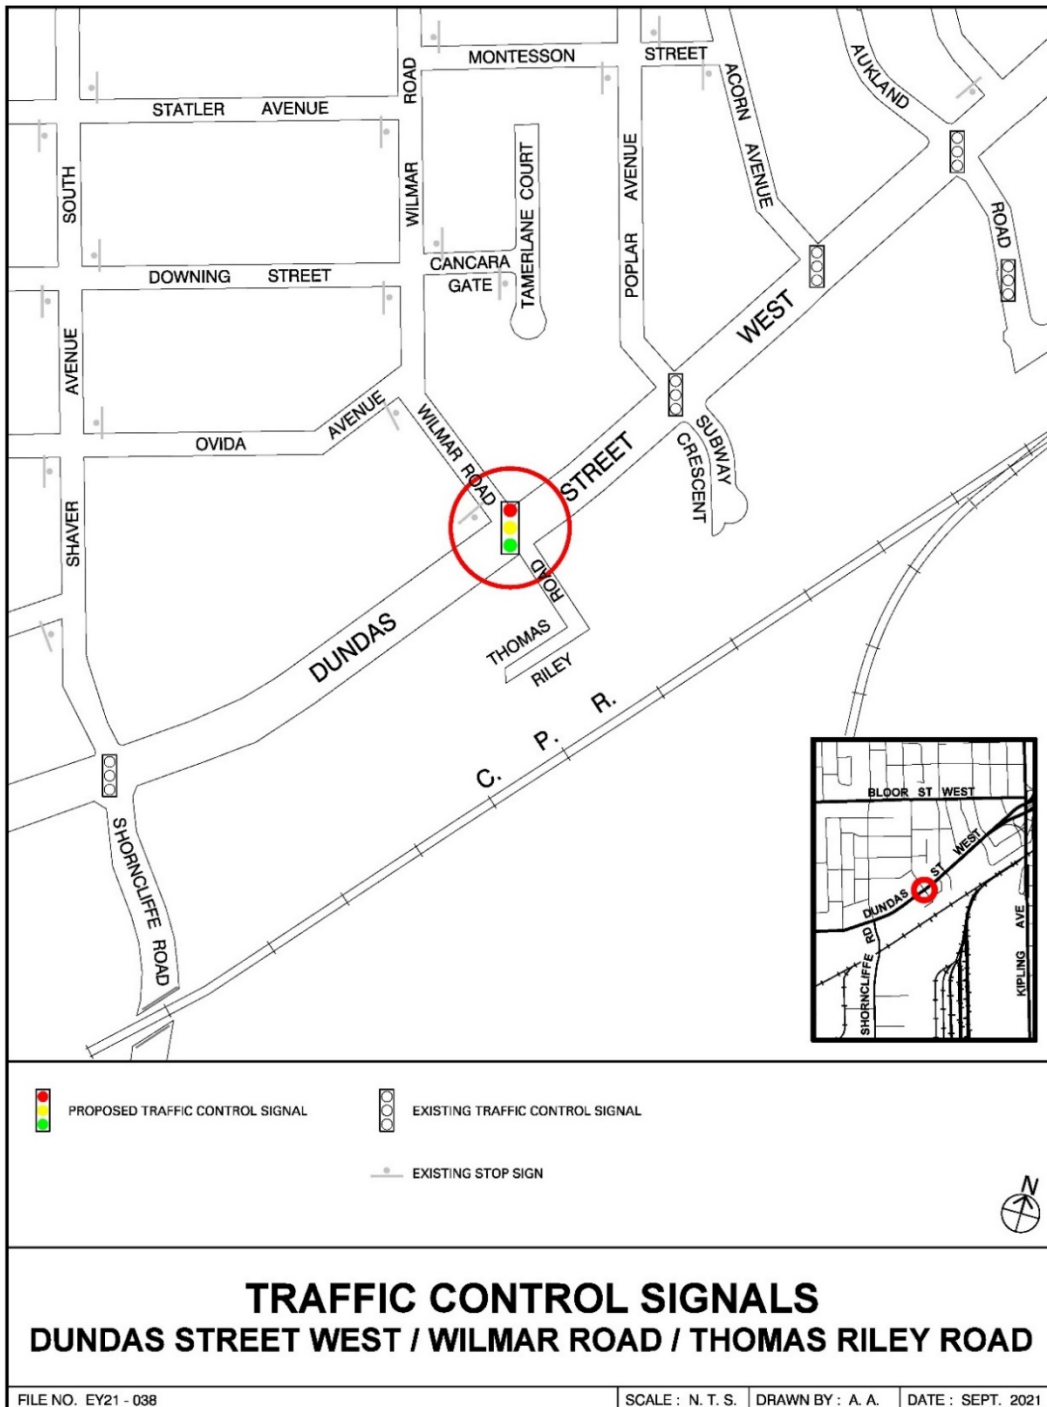 MONTESSON STREET
STATLER AVENUE
WILMAR ROAD
POPLAR AVENUE
ACORN AVENUE
AUKLAND ROAD
TAMERLANE COURT
CANCARA
GATE
DOWNING STREET
SOUTH
SHAVER AVENUE
OVIDA AVENUE
WILMAR ROAD
DUNDAS STREET WEST
SUBWAY
CRESCENT
THOMAS
RILEY
ROAD
C. P. R.
SHORNCLIFFE ROAD
BLOOR ST WEST
DUNDAS ST WEST
SHORNCLIFFE RD
KIPLING AVE
PROPOSED TRAFFIC CONTROL SIGNAL
EXISTING TRAFFIC CONTROL SIGNAL
EXISTING STOP SIGN
N
TRAFFIC CONTROL SIGNALS
DUNDAS STREET WEST / WILMAR ROAD / THOMAS RILEY ROAD
FILE NO. EY21 - 038
SCALE : N. T. S.
DRAWN BY : A. A.
DATE : SEPT. 2021